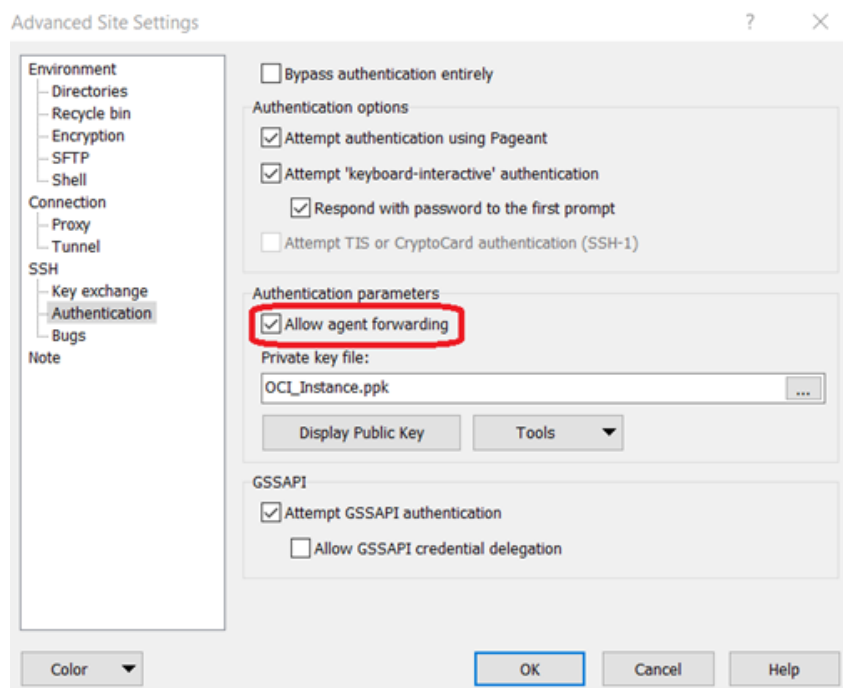 Advanced Site Settings
?
Environment
Directories
Recycle bin
Encryption
SFTP
Shell
Connection
Proxy
Tunnel
SSH
Key exchange
Authentication
Bugs
Note
Bypass authentication entirely
Authentication options
Attempt authentication using Pageant
Attempt 'keyboard-interactive' authentication
Respond with password to the first prompt
Attempt TIS or CryptoCard authentication (SSH-1)
Authentication parameters
Allow agent forwarding
Private key file:
OCI_Instance.ppk
...
Display Public Key
Tools
GSSAPI
Attempt GSSAPI authentication
Allow GSSAPI credential delegation
Color
OK
Cancel
Help